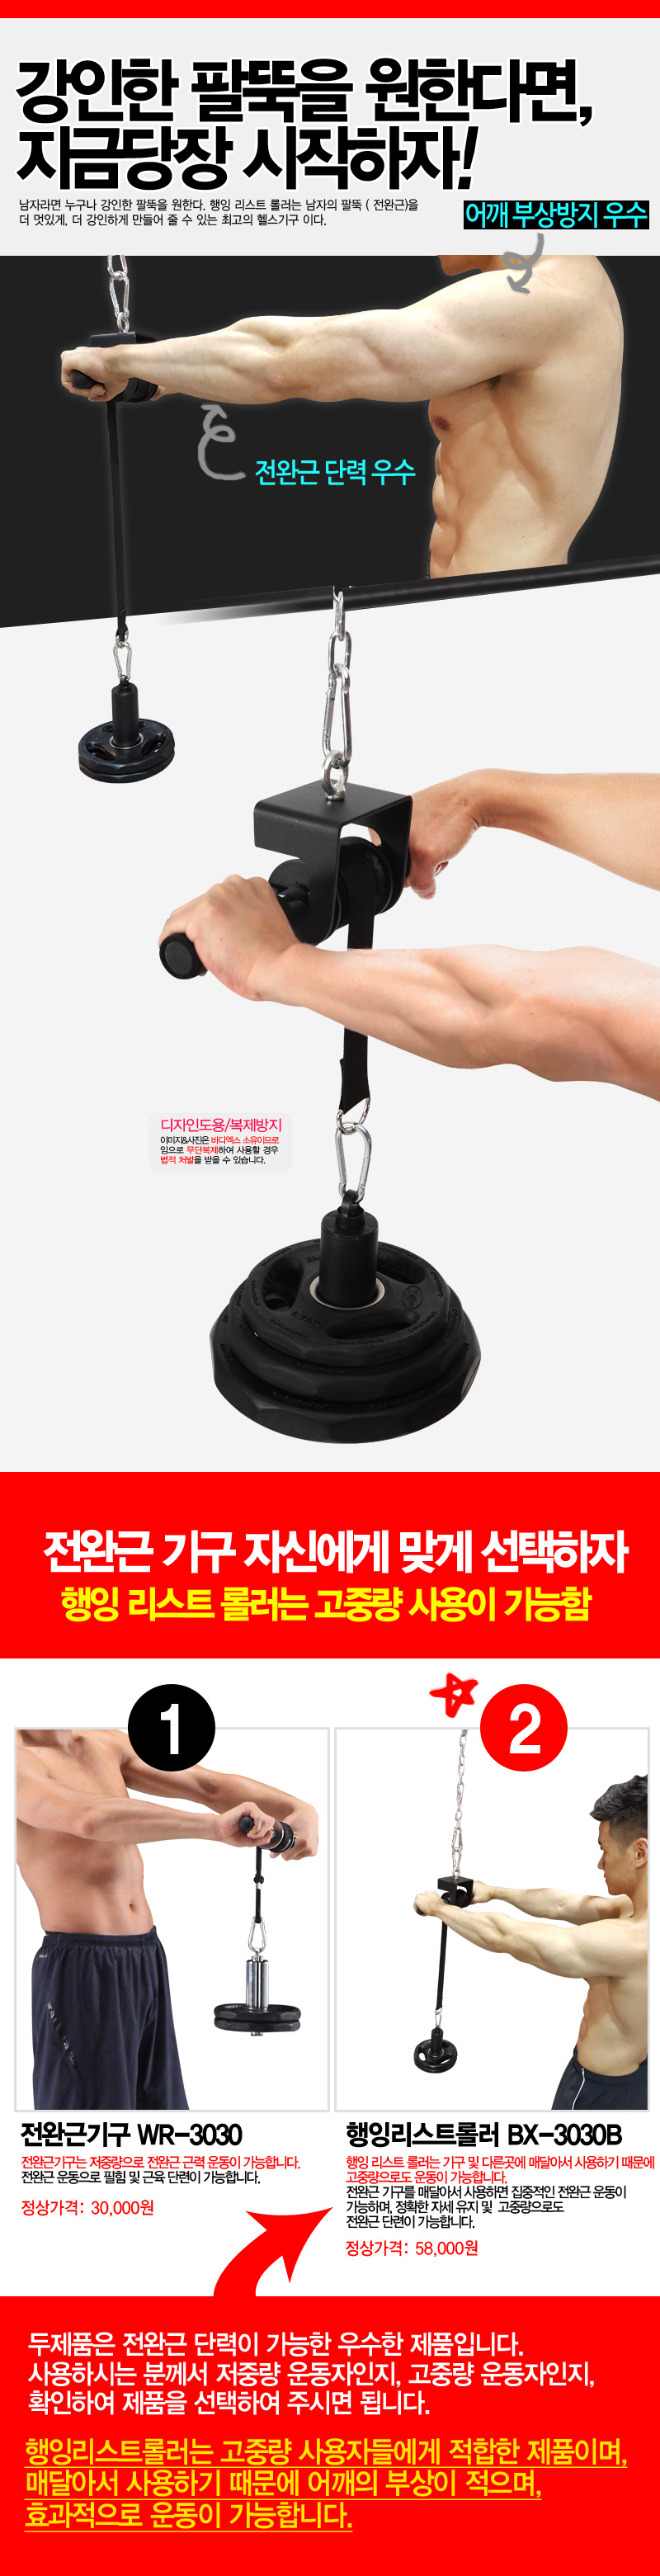 강인한 팔뚝을 원한다면,
지금당장 시작하자!
남자라면 누구나 강인한 팔뚝을 원한다. 행잉 리스트 롤러는 남자의 팔뚝 ( 전완근)을
더 멋있게, 더 강인하게 만들어 줄 수 있는 최고의 헬스기구 이다.
어깨 부상방지 우수
전완근 단력 우수
디자인도용/복제방지
이미지&사진은 바디엑스 소유이므로
임으로 무단복제하여 사용할 경우
법적 처벌을 받을 수 있습니다.
전완근 기구 자신에게 맞게 선택하자
행잉 리스트 롤러는 고중량 사용이 가능함
1
2
전완근기구 WR-3030
전완근기구는 저중량으로 전완근 근력 운동이 가능합니다.
전완근 운동으로 팔힘 및 근육 단련이 가능합니다.
정상가격: 30,000원
행잉리스트롤러 BX-3030B
행잉 리스트 롤러는 기구 및 다른곳에 매달아서 사용하기 때문에
고중량으로도 운동이 가능합니다.
전완근 기구를 매달아서 사용하면 집중적인 전완근 운동이
가능하며, 정확한 자세 유지 및 고중량으로도
전완근 단련이 가능합니다.
정상가격: 58,000원
두제품은 전완근 단력이 가능한 우수한 제품입니다.
사용하시는 분께서 저중량 운동자인지, 고중량 운동자인지,
확인하여 제품을 선택하여 주시면 됩니다.
행잉리스트롤러는 고중량 사용자들에게 적합한 제품이며,
매달아서 사용하기 때문에 어깨의 부상이 적으며,
효과적으로 운동이 가능합니다.